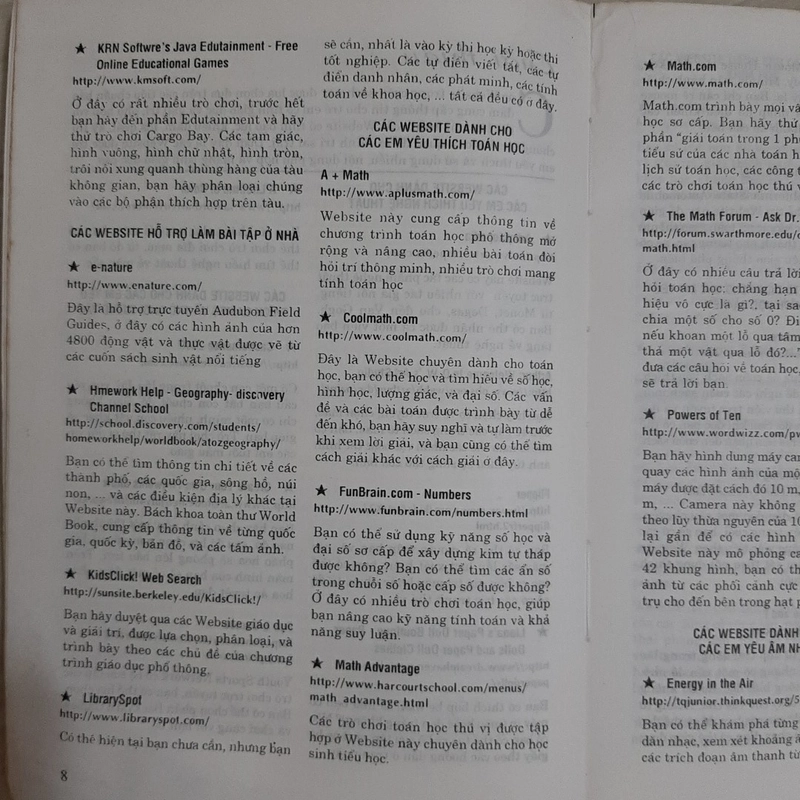 ★ KRN Softwre's Java Edutainment - Free
Online Educational Games
http://www.kmsoft.com/
Ở đây có rất nhiều trò chơi, trước hết
bạn hãy đến phần Edutainment và hãy
thử trò chơi Cargo Bay. Các tam giác,
hình vuông, hình chữ nhật, hình tròn,
trôi nổi xung quanh thùng hàng của tàu
không gian, bạn hãy phân loại chúng
vào các bộ phận thích hợp trên tàu.
CÁC WEBSITE HỖ TRỢ LÀM BÀI TẬP Ở NHÀ
★ e-nature
http://www.enature.com/
Đây là hỗ trợ trực tuyến Audubon Field
Guides, ở đây có các hình ảnh của hơn
4800 động vật và thực vật được vẽ từ
các cuốn sách sinh vật nổi tiếng
★ Hmework Help - Geography- discovery
Channel School
http://school.discovery.com/students/
homeworkhelp/worldbook/atozgeography/
Bạn có thể tìm thông tin chi tiết về các
thành phố, các quốc gia, sông hồ, núi
non, ... và các điều kiện địa lý khác tại
Website này. Bách khoa toàn thư World
Book, cung cấp thông tin về từng quốc
gia, quốc kỳ, bản đồ, và các tấm ảnh.
★ KidsClick! Web Search
http://sunsite.berkeley.edu/KidsClick!/
Bạn hãy duyệt qua các Website giáo dục
và giải trí, được lựa chọn, phân loại, và
trình bày theo các chủ đề của chương
trình giáo dục phổ thông.
★ LibrarySpot
http://www.libraryspot.com/
Có thể hiện tại bạn chưa cần, nhưng bạn
8
sẽ cần, nhất là vào kỳ thi học kỳ hoặc thi
tốt nghiệp. Các tự điển viết tắt, các tự
điển danh nhân, các phát minh, các tính
toán về khoa học, ... tất cả đều có ở đây.
CÁC WEBSITE DÀNH CHO
CÁC EM YÊU THÍCH TOÁN HỌC
A + Math
http://www.aplusmath.com/
Website này cung cấp thông tin về
chương trình toán học phổ thông mở
rộng và nâng cao, nhiều bài toán đòi
hỏi trí thông minh, nhiều trò chơi mang
tính toán học
★ Coolmath.com
http://www.coolmath.com/
Đây là Website chuyên dành cho toán
học, bạn có thể học và tìm hiểu về số học,
hình học, lượng giác, và đại số. Các vấn
đề và các bài toán được trình bày từ dễ
đến khó, bạn hãy suy nghĩ và tự làm trước
khi xem lời giải, và bạn cũng có thể tìm
cách giải khác với cách giải ở đây.
★ FunBrain.com - Numbers
http://www.funbrain.com/numbers.html
Bạn có thể sử dụng kỹ năng số học và
đại số sơ cấp để xây dựng kim tự tháp
được không? Bạn có thể tìm các ẩn số
trong chuỗi số hoặc cấp số được không?
Ở đây có nhiều trò chơi toán học, giúp
bạn nâng cao kỹ năng tính toán và khả
năng suy luận.
★ Math Advantage
http://www.harcourtschool.com/menus/
math_advantage.html
Các trò chơi toán học thú vị được tập
hợp ở Website này chuyên dành cho học
sinh tiểu học.
★ Math.com
http://www.math.com/
Math.com trình bày mọi vấ
học sơ cấp. Bạn hãy thử
phần “giải toán trong 1 ph
tiểu sử của các nhà toán h
lịch sử toán học, các công t
các trò chơi toán học thú v
★ The Math Forum - Ask Dr.
http://forum.swarthmore.edu/
math.html
Ở đây có nhiều câu trả lời
hỏi toán học: chẳng hạn
hiệu vô cực là gì?, tại sao
chia một số cho số 0? Đi
nếu khoan một lỗ qua tâm
thả một vật qua lỗ đó?..."
đưa các câu hỏi về toán học,
sẽ trả lời bạn.
★ Powers of Ten
http://www.wordwizz.com/pw
Bạn hãy hình dung máy can
quay các hình ảnh của mộ
máy được đặt cách đó 10 m,
m, ... Camera này không
theo lũy thừa nguyên của 10
lại gần để có các hình
Website này mô phỏng ca
42 khung hình, bạn có th
ảnh từ các phối cảnh cực
trụ cho đến bên trong hạt p
CÁC WEBSITE DÀNH
CÁC EM YÊU ÂM NH
★ Energy in the Air
http://tqjunior.thinkquest.org/5
Bạn có thể khám phá từng
dàn nhạc, xem xét khoảng â
các trích đoạn âm thanh từ